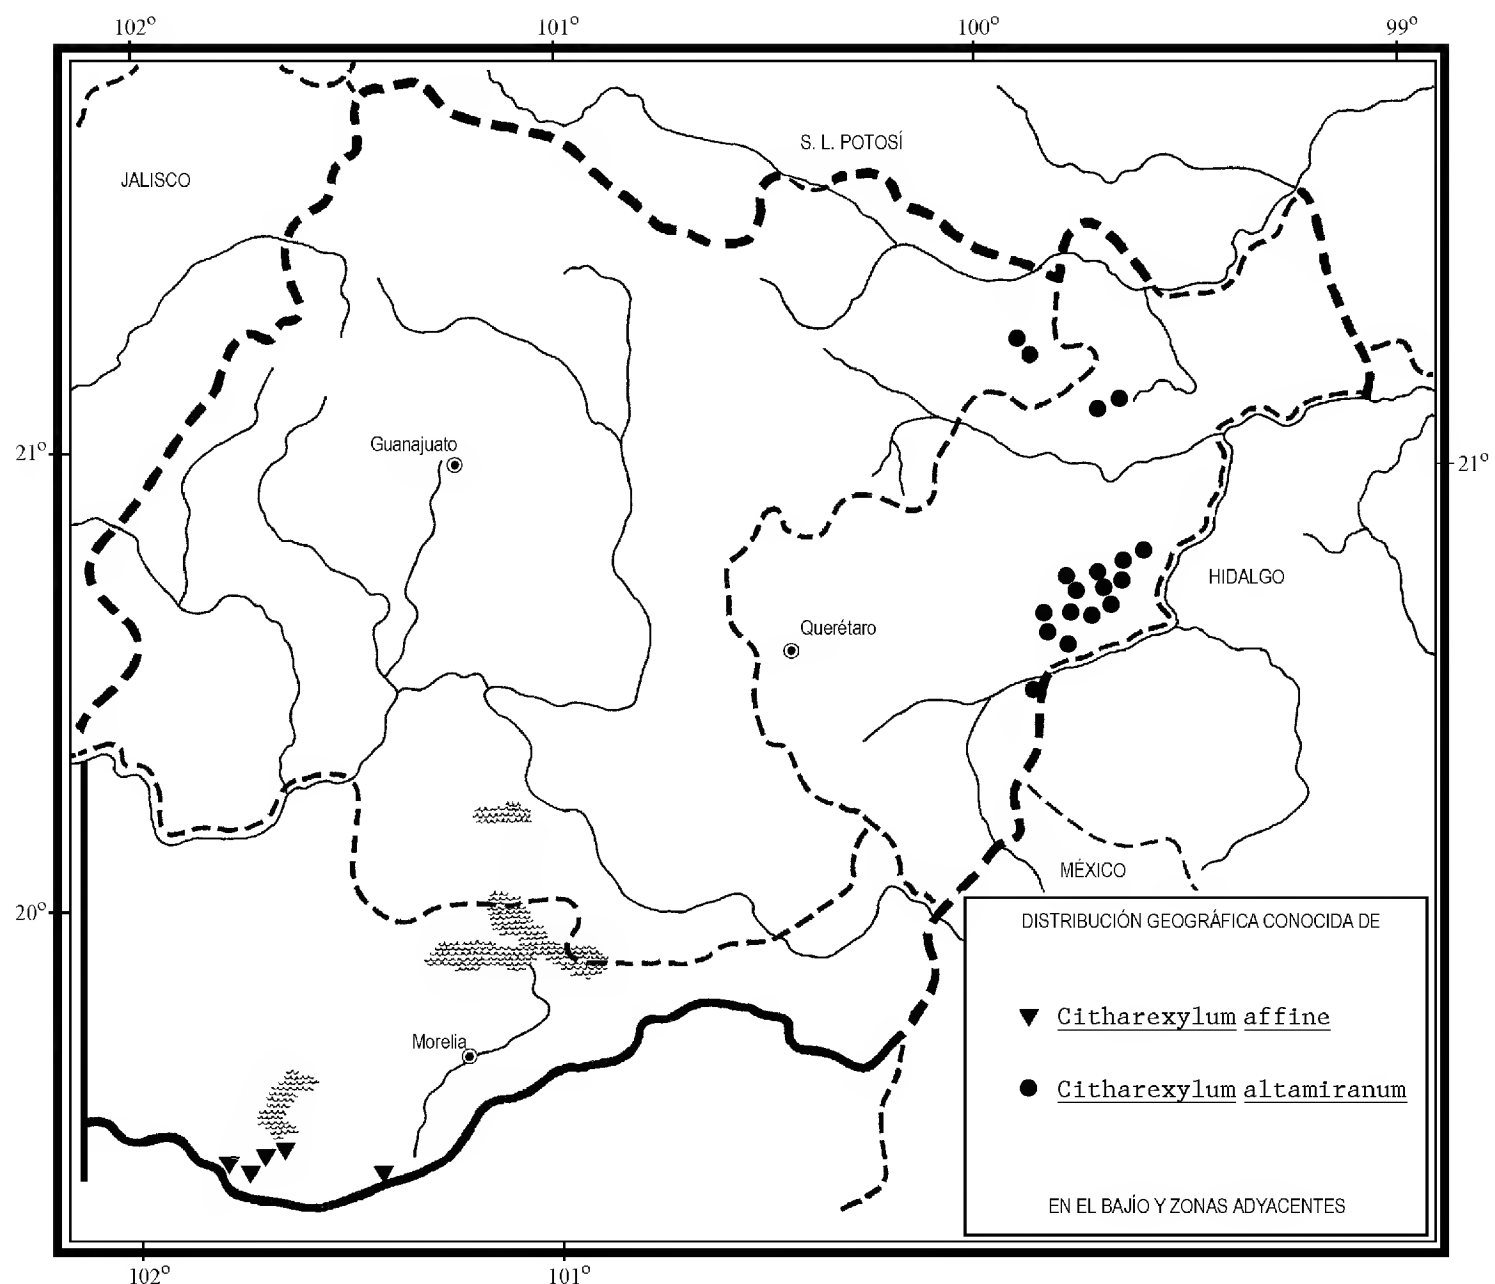 102° 101° 100° 99°
S. L. POTOSÍ
JALISCO
Guanajuato
21° 21°
HIDALGO
Querétaro
MÉXICO
20°
DISTRIBUCIÓN GEOGRÁFICA CONOCIDA DE
Citharexylum affine
Morelia
Citharexylum altamiranum
EN EL BAJÍO Y ZONAS ADYACENTES
102° 101°